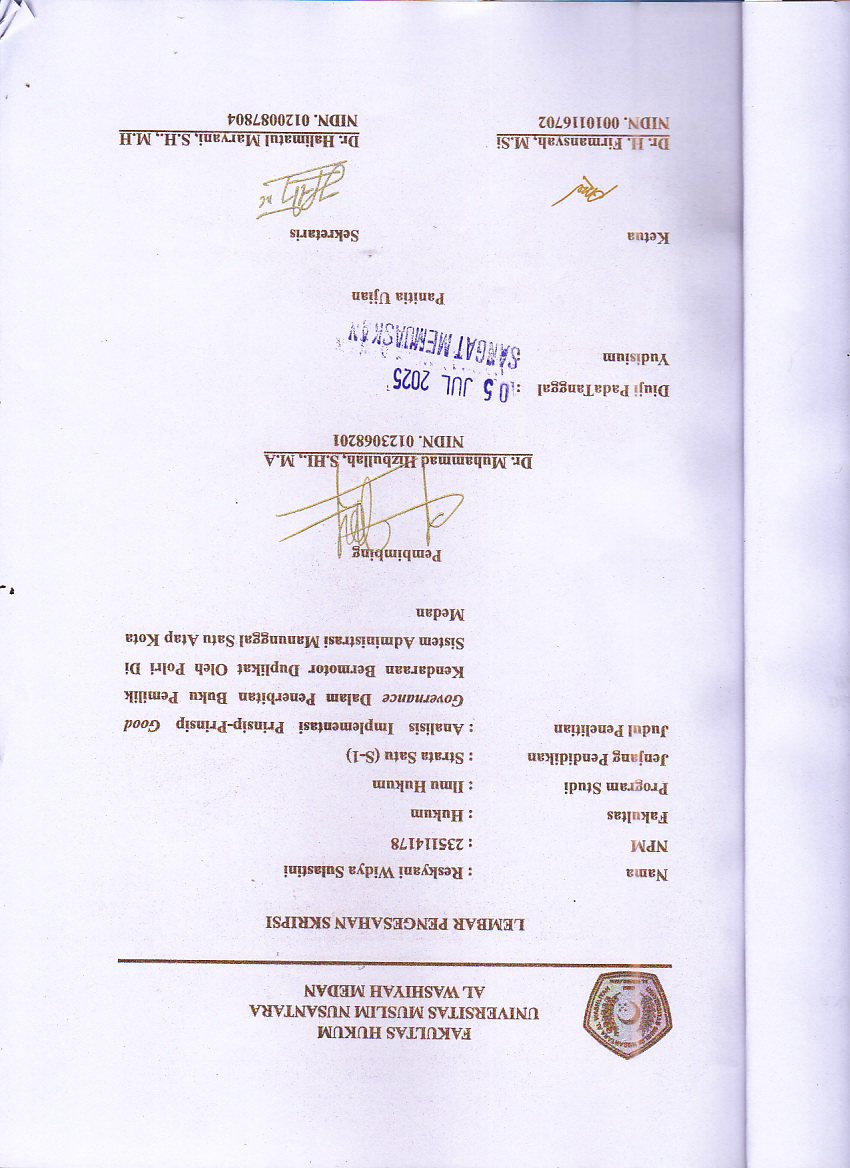 FAKULTAS HUKUM
UNIVERSITAS MUSLIM NUSANTARA
AL WASHIYAH MEDAN
LEMBAR PENGESAHAN SKRIPSI
Nama : Reskyani Widya Sulastini
NPM : 235114178
Fakultas : Hukum
Program Studi : Ilmu Hukum
Jenjang Pendidikan : Strata Satu (S-1)
Judul Penelitian : Analisis Implementasi Prinsip-Prinsip Good
Governance Dalam Penerbitan Buku Pemilik
Kendaraan Bermotor Duplikat Oleh Polri Di
Sistem Administrasi Manunggal Satu Atap Kota
Medan
Pembimbing
Dr. Muhammad Hizbullah, S.HI., M.A
NIDN. 0123068201
Diuji PadaTanggal : 05 JUL 2025
Yudisium SANGAT MEMUASKAN
Panitia Ujian
Ketua Sekretaris
Dr. H. Firmansyah, M.Si Dr. Halimatul Maryani, S.H., M.H
NIDN. 0010116702 NIDN. 0120087804